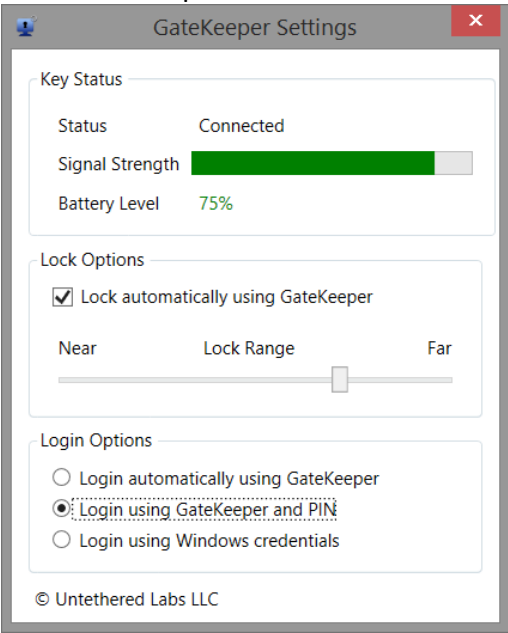 GateKeeper Settings
Key Status
Status Connected
Signal Strength
Battery Level 75%
Lock Options
Lock automatically using GateKeeper
Near Lock Range Far
Login Options
Login automatically using GateKeeper
Login using GateKeeper and PIN
Login using Windows credentials
© Untethered Labs LLC